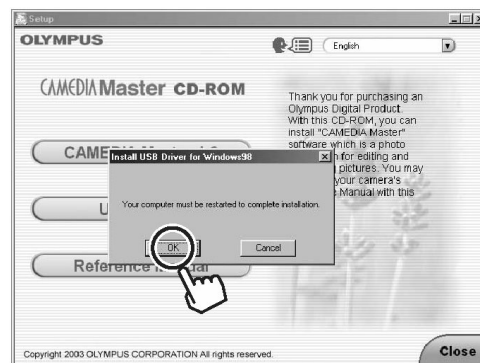 Setup
OLYMPUS
English
CAMEDIA Master CD-ROM
Thank you for purchasing an
Olympus Digital Product.
With this CD-ROM, you can
install "CAMEDIA Master"
software which is a photo
for editing and
pictures. You may
your camera's
Manual with this
Install USB Driver for Windows98
Your computer must be restarted to complete installation.
OK
Cancel
Reference
Copyright 2003 OLYMPUS CORPORATION All rights reserved.
Close